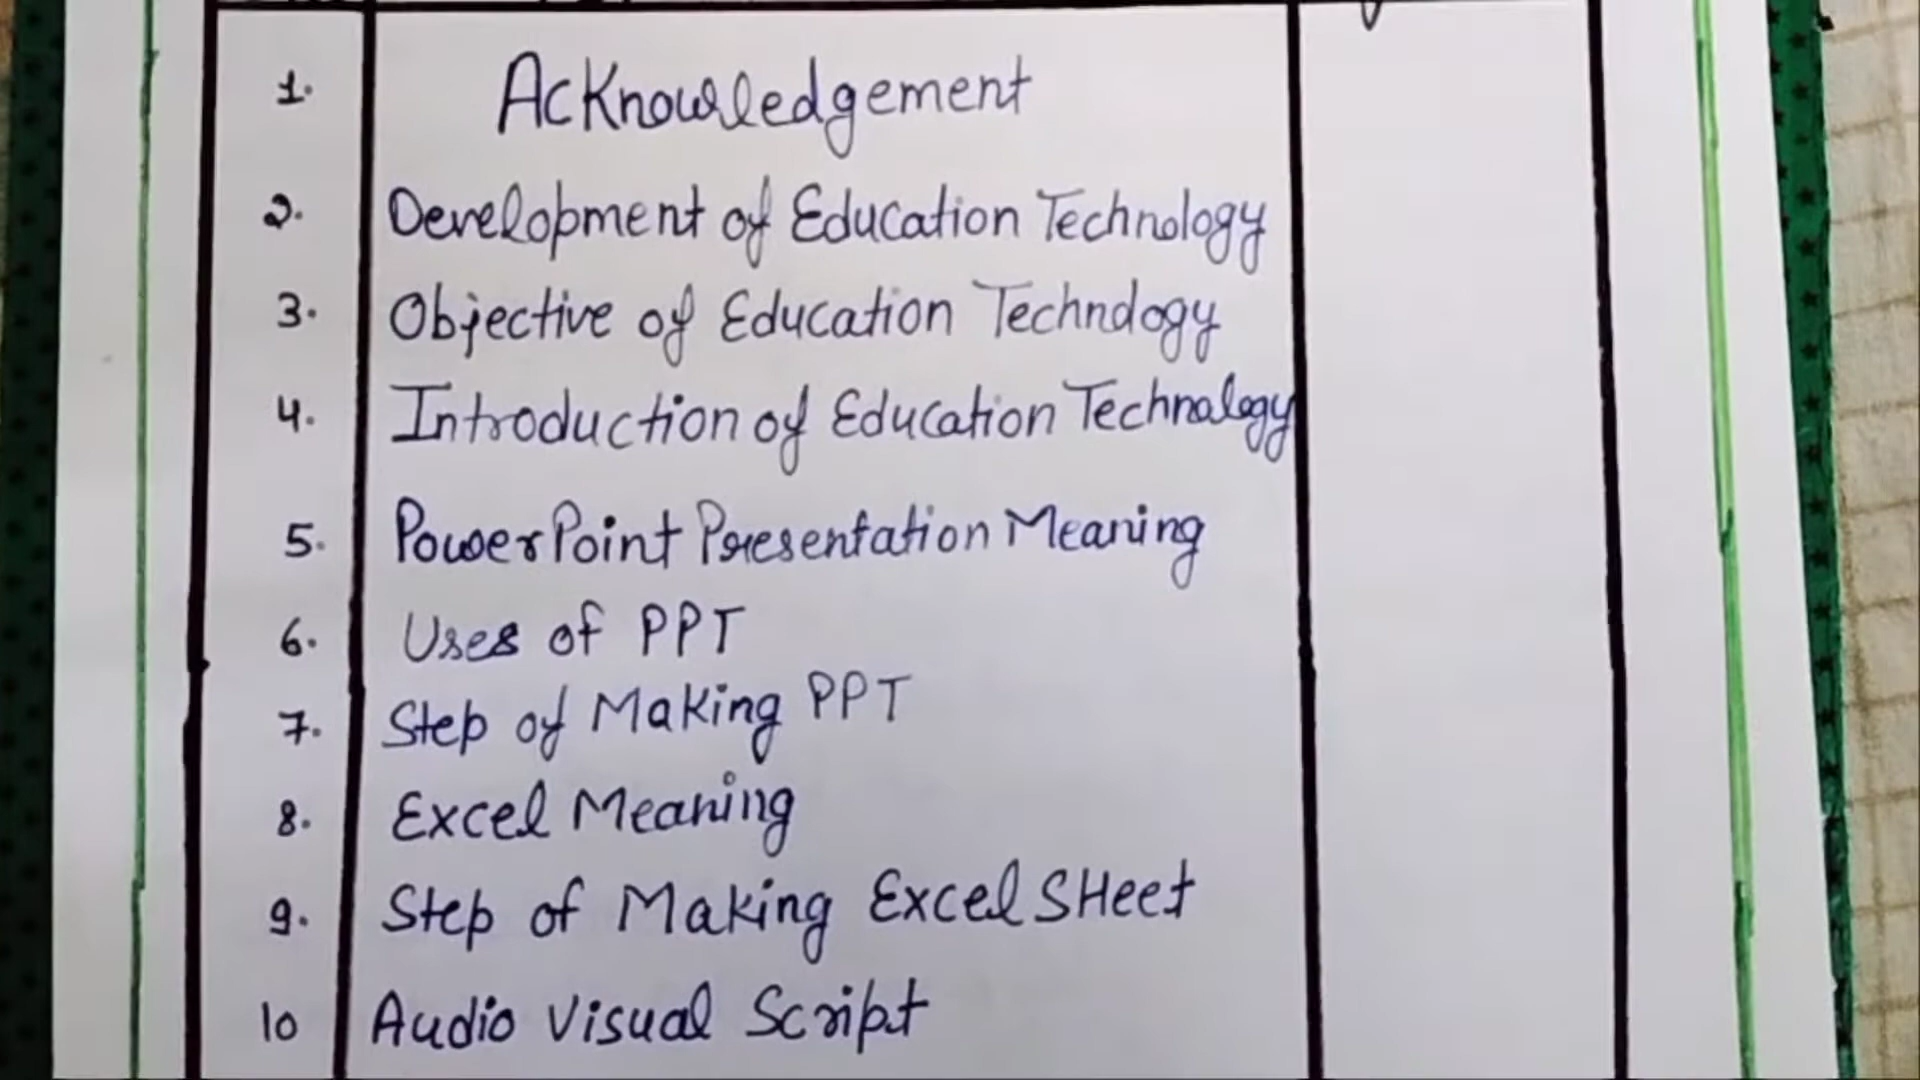 1. Acknowledgement
2. Development of Education Technology
3. Objective of Education Technology
4. Introduction of Education Technology
5. PowerPoint Presentation Meaning
6. Uses of PPT
7. Step of Making PPT
8. Excel Meaning
9. Step of Making Excel SHeet
10 Audio Visual Script